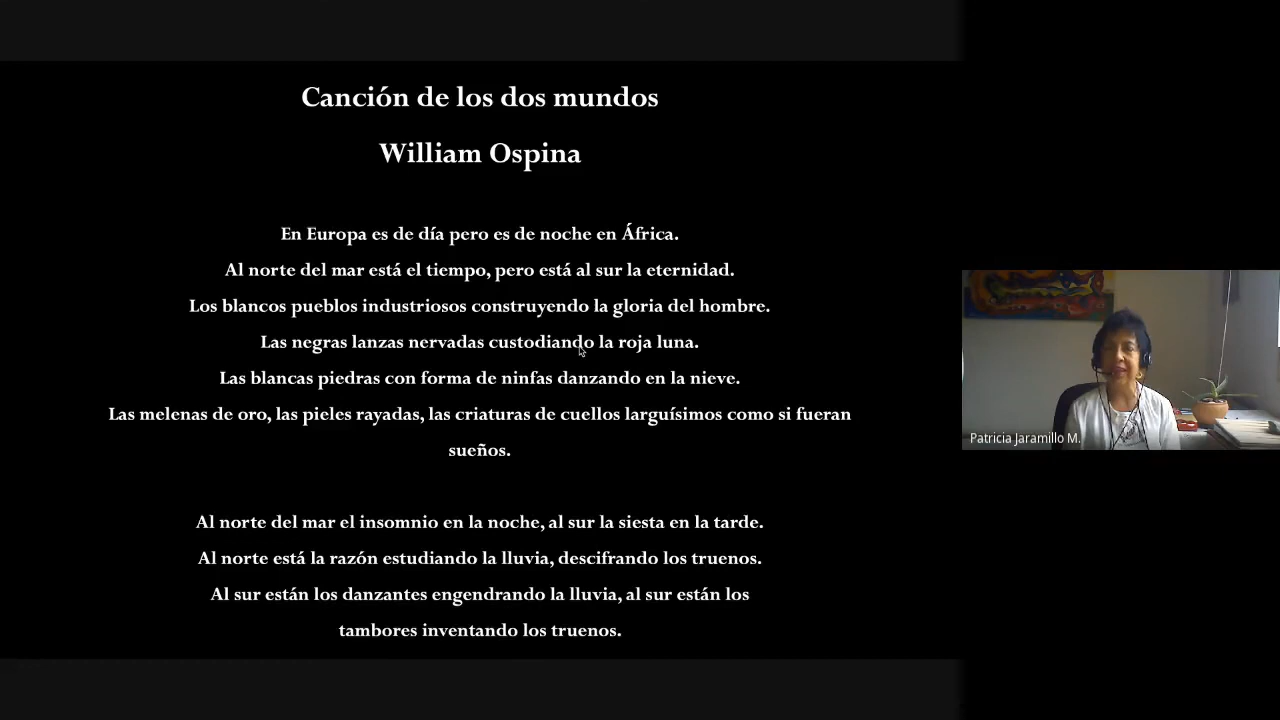 Canción de los dos mundos
William Ospina
En Europa es de día pero es de noche en África.
Al norte del mar está el tiempo, pero está al sur la eternidad.
Los blancos pueblos industriosos construyendo la gloria del hombre.
Las negras lanzas nervadas custodiando la roja luna.
Las blancas piedras con forma de ninfas danzando en la nieve.
Las melenas de oro, las pieles rayadas, las criaturas de cuellos larguísimos como si fueran
sueños.
Al norte del mar el insomnio en la noche, al sur la siesta en la tarde.
Al norte está la razón estudiando la lluvia, descifrando los truenos.
Al sur están los danzantes engendrando la lluvia, al sur están los
tambores inventando los truenos.
Patricia Jaramillo M.